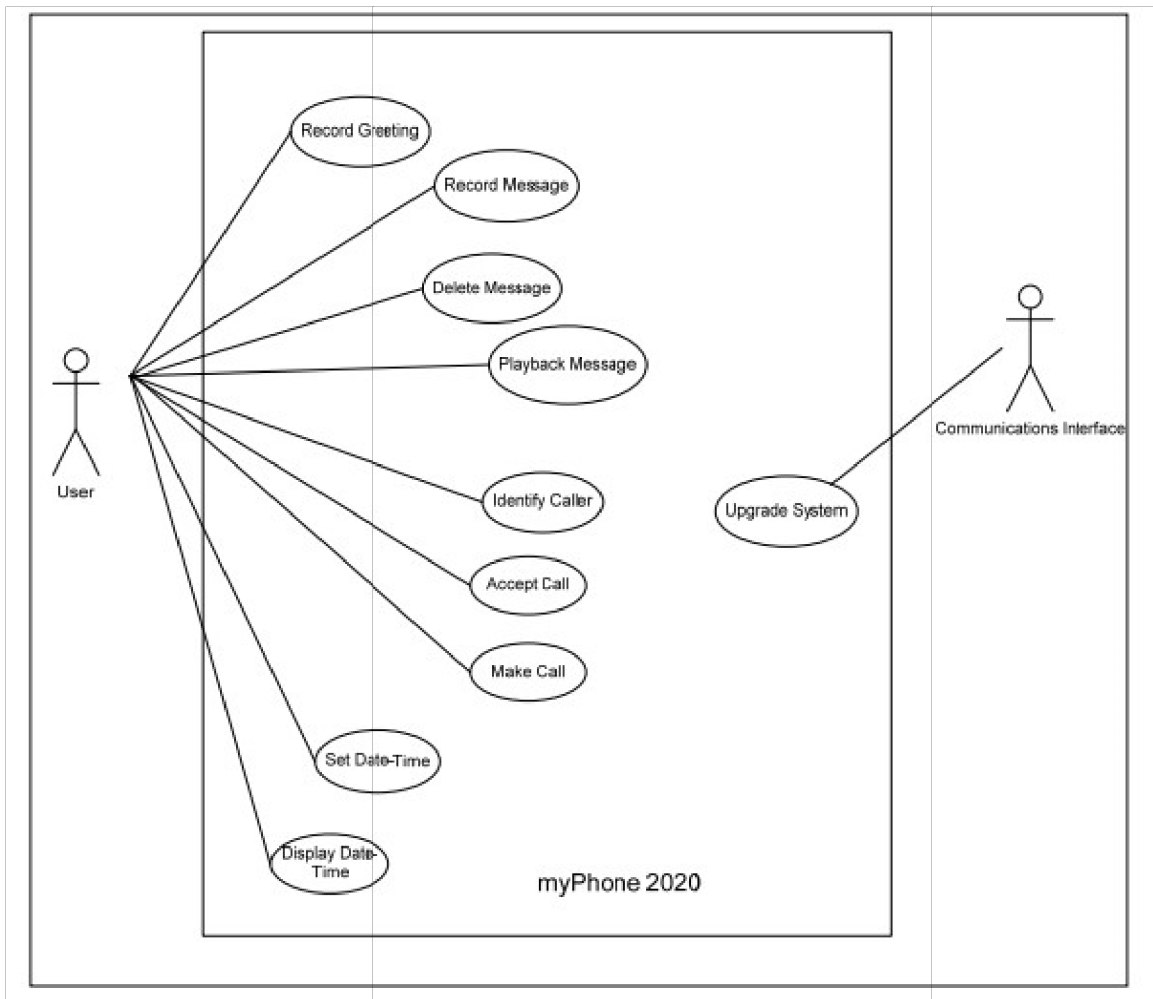 Record Greeting
Record Message
Delete Message
Playback Message
User
Communications Interface
Identify Caller
Upgrade System
Accept Call
Make Call
Set Date-Time
Display Date-
Time
myPhone 2020